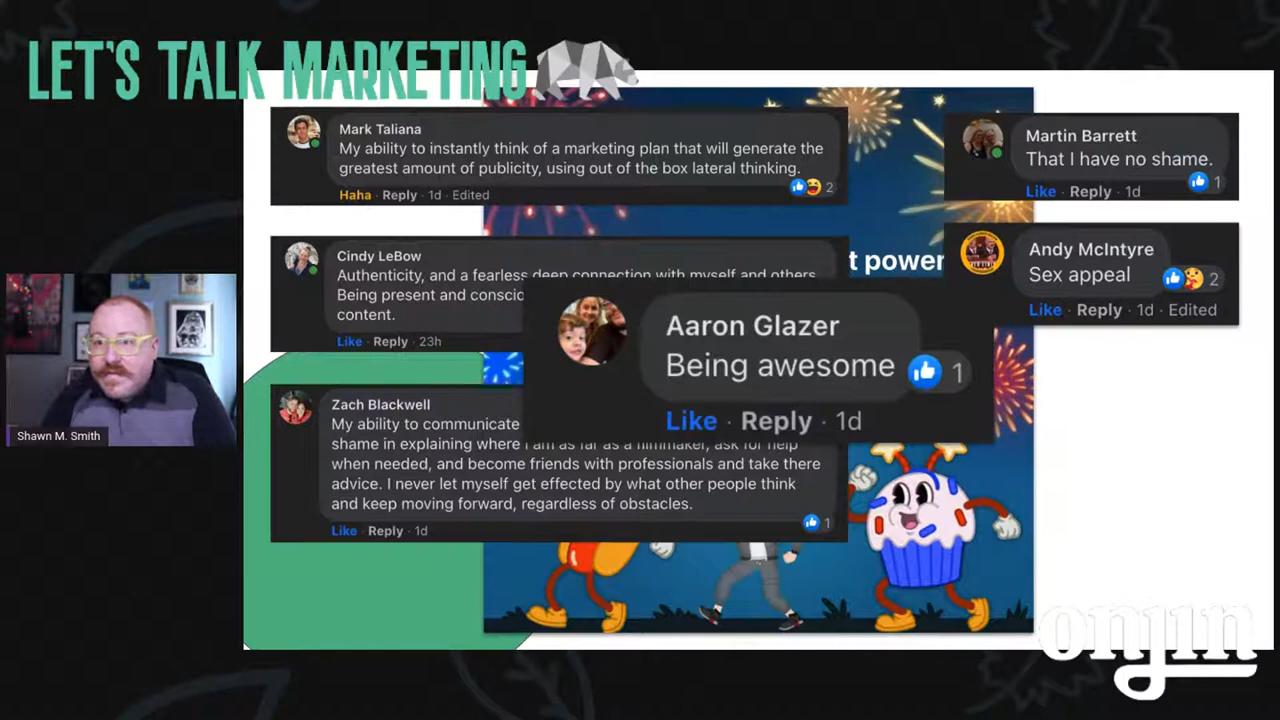 LET'S TALK MARKETING
Mark Taliana
My ability to instantly think of a marketing plan that will generate the
greatest amount of publicity, using out of the box lateral thinking.
2
Haha · Reply · 1d · Edited
Martin Barrett
That I have no shame.
1
Like · Reply · 1d
Cindy LeBow
Authenticity, and a fearless deep connection with myself and others.
Being present and
content.
Like · Reply · 23h
t power
Andy McIntyre
Sex appeal
2
Like · Reply · 1d · Edited
Aaron Glazer
Being awesome
1
Like · Reply · 1d
Zach Blackwell
My ability to communicate
shame in explaining where I am as far as a filmmaker, ask for help
when needed, and become friends with professionals and take there
advice. I never let myself get effected by what other people think
and keep moving forward, regardless of obstacles.
1
Like · Reply · 1d
Shawn M. Smith
onjin